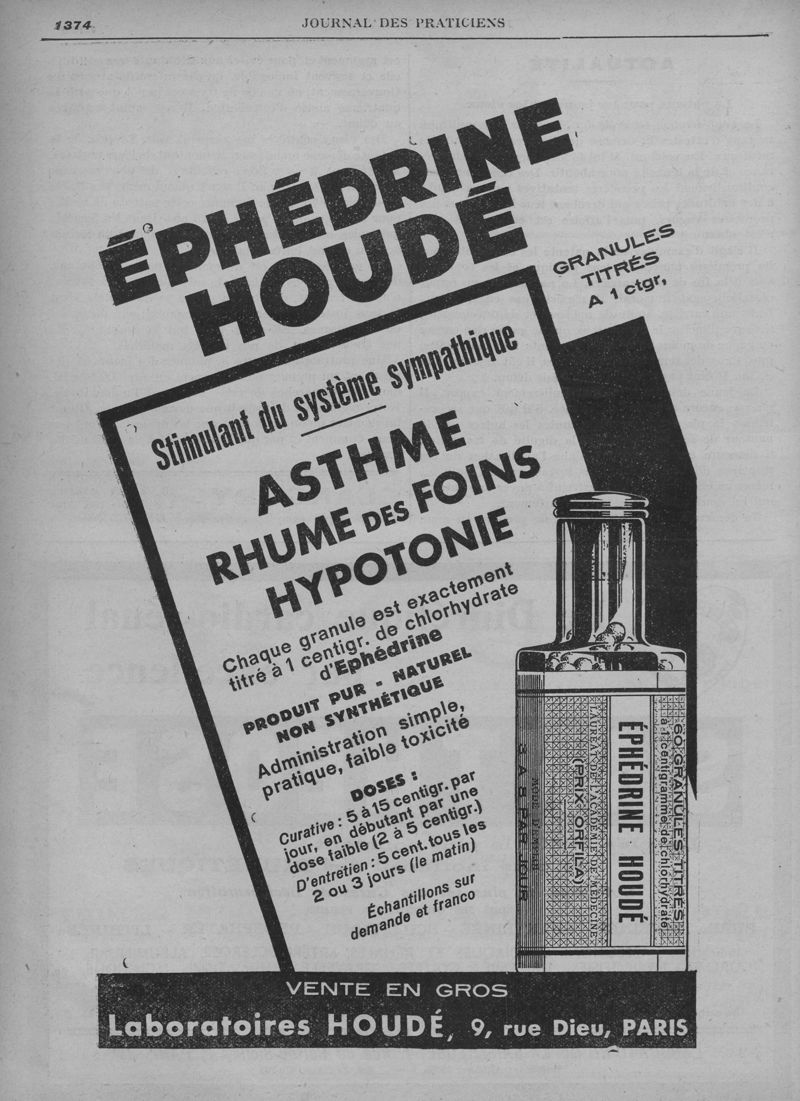 1374
JOURNAL DES PRATICIENS
ÉPHÉDRINE
HOUDÉ
GRANULES
TITRÉS
A 1 ctgr,
Stimulant du système sympathique
ASTHME
RHUME DES FOINS
HYPOTONIE
Chaque granule est exactement
titré à 1 centigr. de chlorhydrate
d'Ephédrine
PRODUIT PUR - NATUREL
NON SYNTHÉTIQUE
Administration simple,
pratique, faible toxicité
DOSES :
Curative : 5 à 15 centigr. par
jour, en débutant par une
dose faible (2 à 5 centigr.)
D'entretien : 5 cent. tous les
2 ou 3 jours (le matin)
Échantillons sur
demande et franco
60 GRANULES TITRÉS
à 1 centigramme de chlorhydrate
ÉPHÉDRINE HOUDÉ
LAURÉAT DE L'ACADÉMIE DE MÉDECINE
(PRIX ORFILA)
MODE D'EMPLOI
3 A 8 PAR JOUR
VENTE EN GROS
Laboratoires HOUDÉ, 9, rue Dieu, PARIS